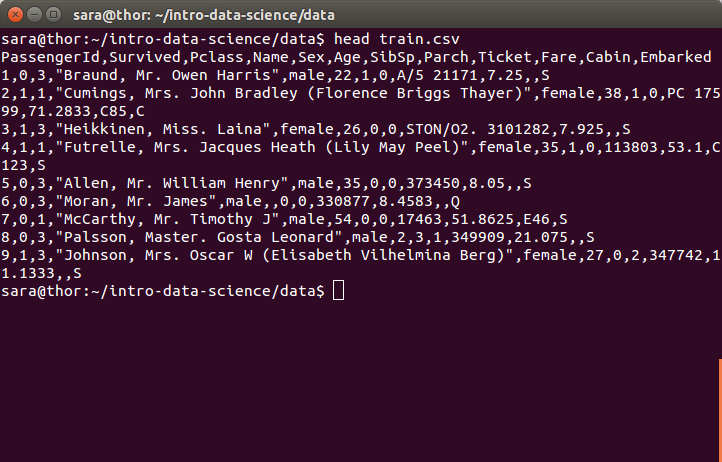 sara@thor: ~/intro-data-science/data
sara@thor:~/intro-data-science/data$ head train.csv
PassengerId,Survived,Pclass,Name,Sex,Age,SibSp,Parch,Ticket,Fare,Cabin,Embarked
1,0,3,"Braund, Mr. Owen Harris",male,22,1,0,A/5 21171,7.25,,S
2,1,1,"Cumings, Mrs. John Bradley (Florence Briggs Thayer)",female,38,1,0,PC 175
99,71.2833,C85,C
3,1,3,"Heikkinen, Miss. Laina",female,26,0,0,STON/O2. 3101282,7.925,,S
4,1,1,"Futrelle, Mrs. Jacques Heath (Lily May Peel)",female,35,1,0,113803,53.1,C
123,S
5,0,3,"Allen, Mr. William Henry",male,35,0,0,373450,8.05,,S
6,0,3,"Moran, Mr. James",male,,0,0,330877,8.4583,,Q
7,0,1,"McCarthy, Mr. Timothy J",male,54,0,0,17463,51.8625,E46,S
8,0,3,"Palsson, Master. Gosta Leonard",male,2,3,1,349909,21.075,,S
9,1,3,"Johnson, Mrs. Oscar W (Elisabeth Vilhelmina Berg)",female,27,0,2,347742,1
1.1333,,S
sara@thor:~/intro-data-science/data$